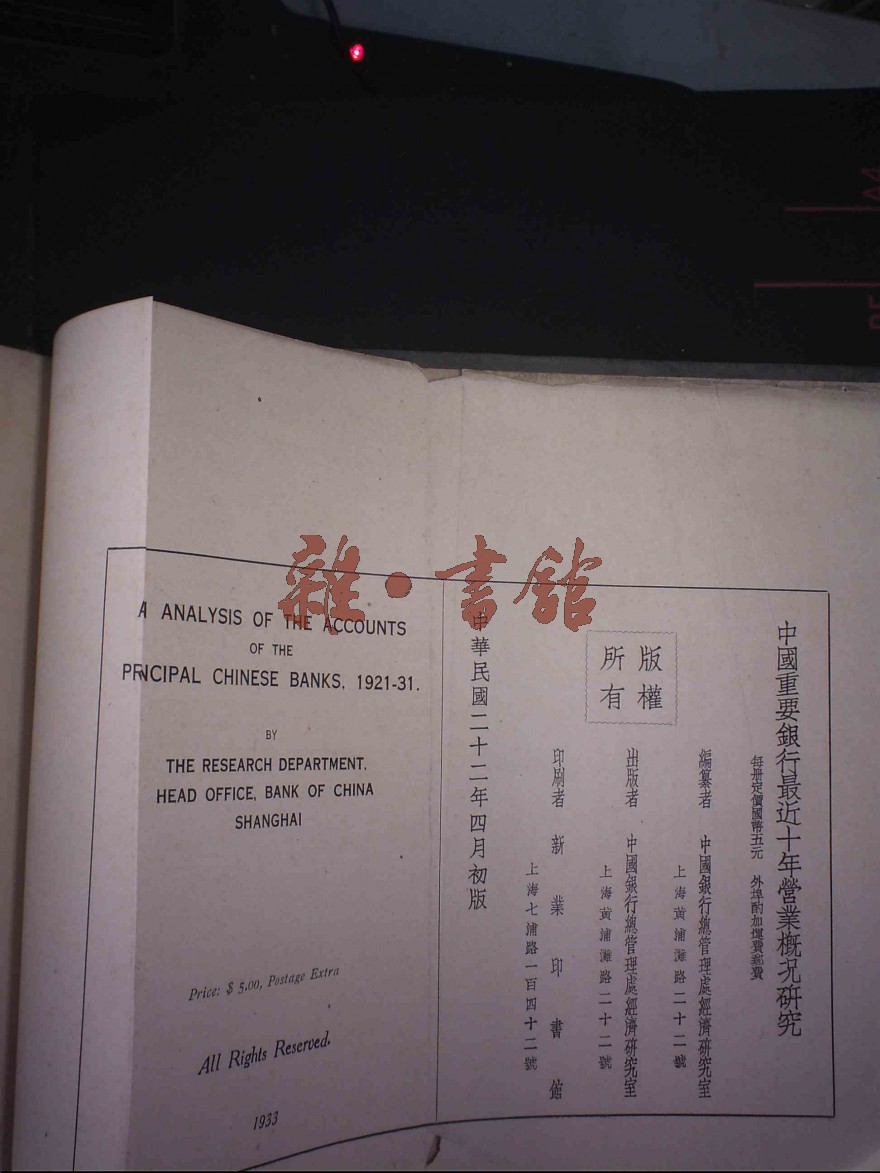 雜·書館
A ANALYSIS OF THE ACCOUNTS
OF THE
PRNCIPAL CHINESE BANKS, 1921-31.
BY
THE RESEARCH DEPARTMENT,
HEAD OFFICE, BANK OF CHINA
SHANGHAI
Price: $ 5.00, Postage Extra
All Rights Reserved.
1933
中國重要銀行最近十年營業概況研究
每册定價國幣五元 外埠酌加運費郵費
版權
所有
編纂者 中國銀行總管理處經濟研究室
上海黃浦灘路二十二號
出版者 中國銀行總管理處經濟研究室
上海黃浦灘路二十二號
印刷者 新業印書館
上海七浦路一百四十二號
中華民國二十二年四月初版
A4